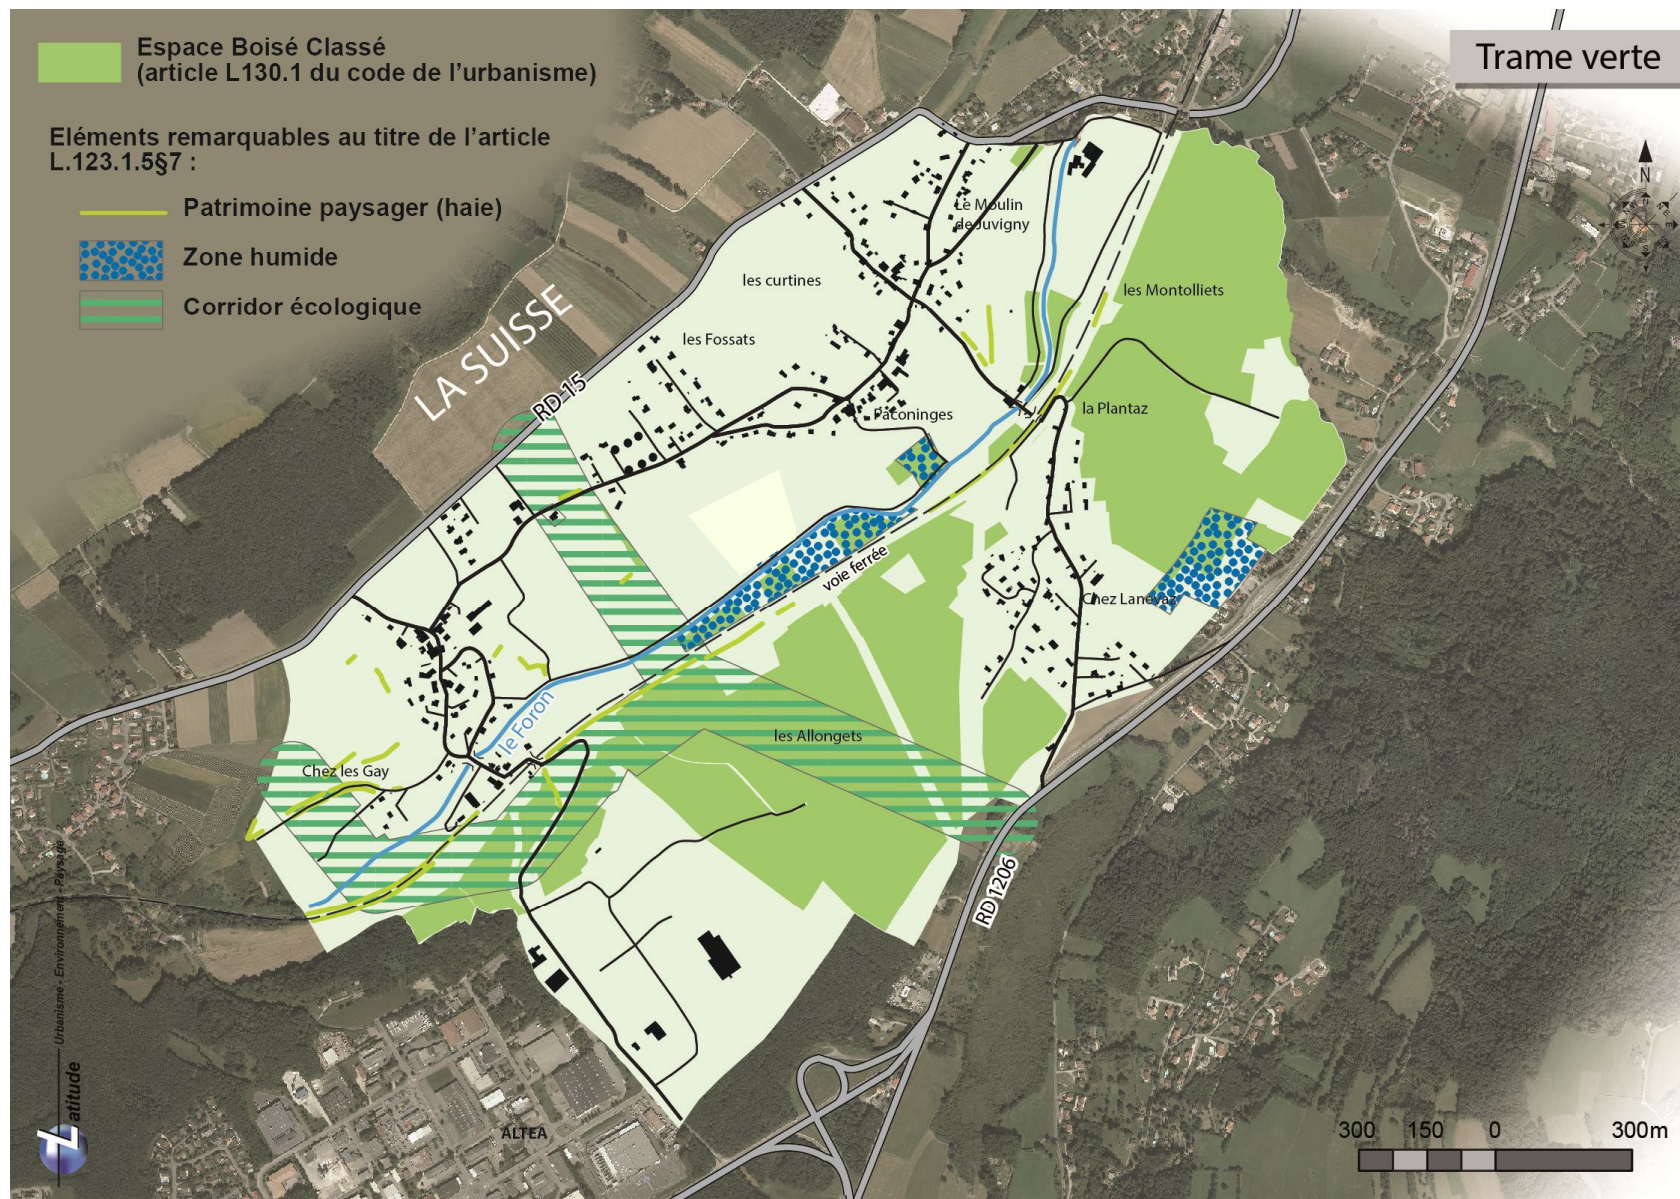 Espace Boisé Classé
(article L130.1 du code de l'urbanisme)
Trame verte
Eléments remarquables au titre de l'article
L.123.1.5§7 :
Patrimoine paysager (haie)
Zone humide
Corridor écologique
N
LA SUISSE
RD 15
Le Moulin
de Juvigny
les curtines
les Montolliets
les Fossats
Paconinges
la Plantaz
voie ferrée
Chez Lanovaz
le Foron
les Allongets
Chez les Gay
RD 1206
ALTEA
Urbanisme - Environnement - Paysage
Latitude
300 150 0 300m